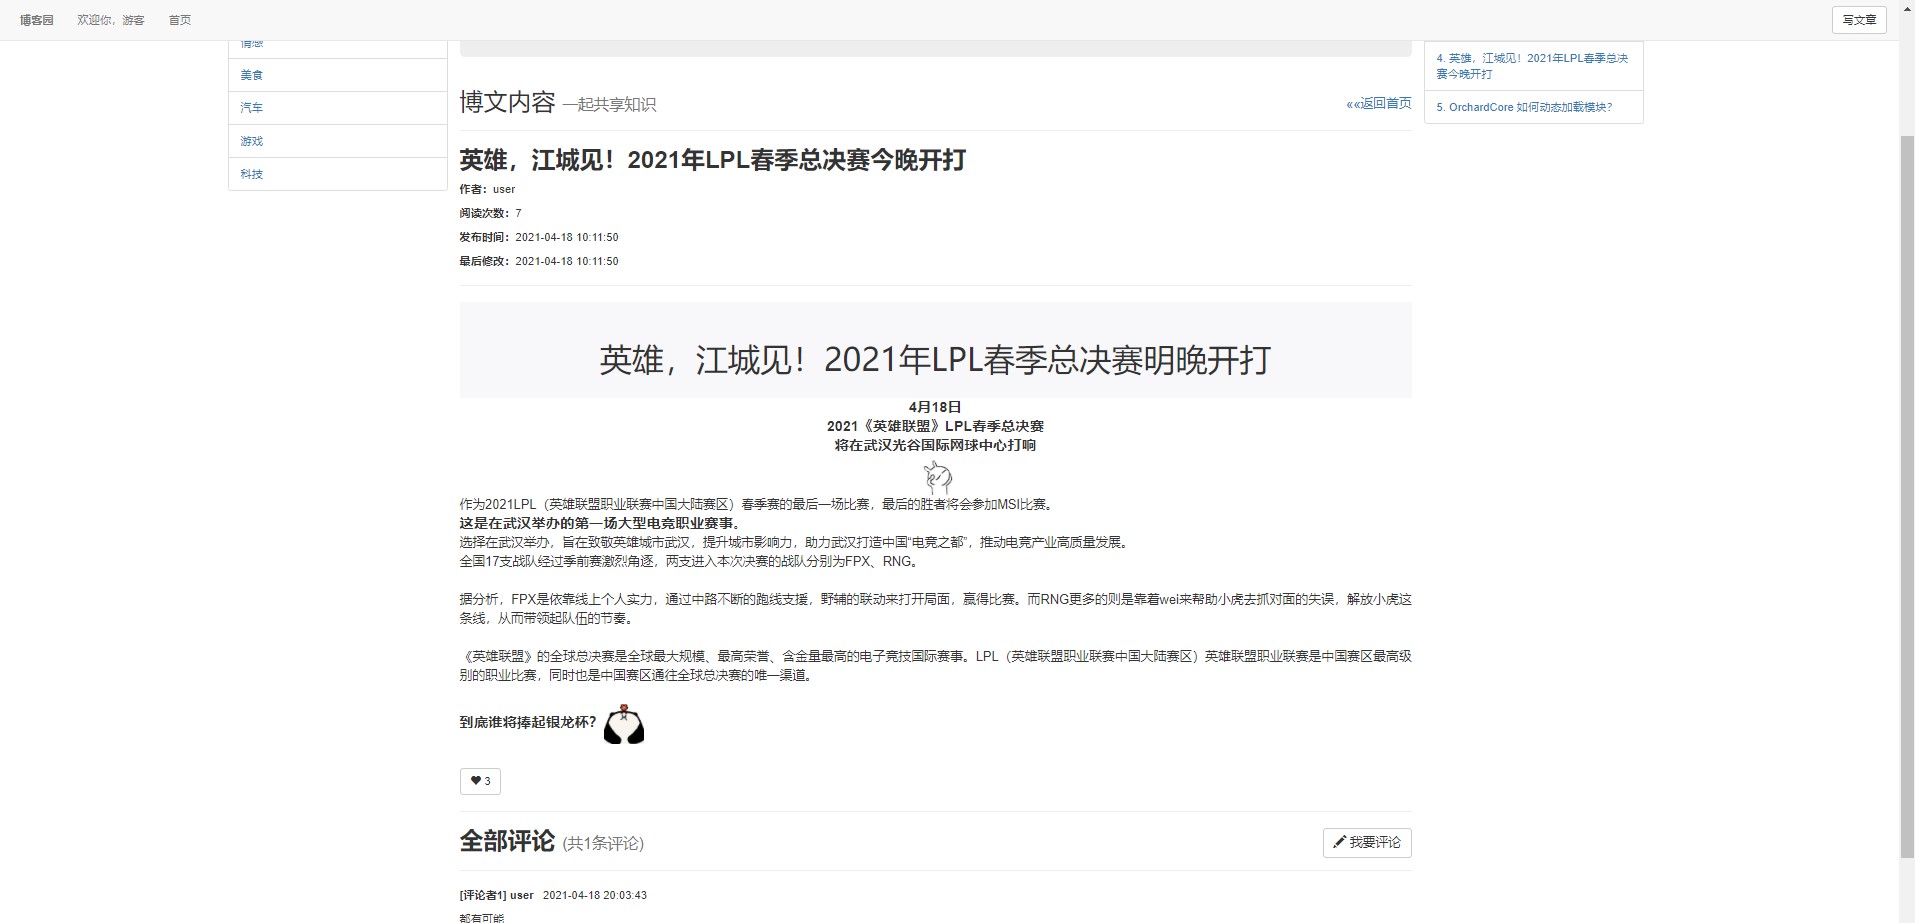 博客园 欢迎你，游客 首页 写文章
情感
美食
汽车
游戏
科技
博文内容 一起共享知识 ««返回首页
英雄，江城见！2021年LPL春季总决赛今晚开打
作者：user
阅读次数：7
发布时间：2021-04-18 10:11:50
最后修改：2021-04-18 10:11:50
英雄，江城见！2021年LPL春季总决赛明晚开打
4月18日
2021《英雄联盟》LPL春季总决赛
将在武汉光谷国际网球中心打响
作为2021LPL（英雄联盟职业联赛中国大陆赛区）春季赛的最后一场比赛，最后的胜者将会参加MSI比赛。
这是在武汉举办的第一场大型电竞职业赛事。
选择在武汉举办，旨在致敬英雄城市武汉，提升城市影响力，助力武汉打造中国“电竞之都”，推动电竞产业高质量发展。
全国17支战队经过季前赛激烈角逐，两支进入本次决赛的战队分别为FPX、RNG。
据分析，FPX是依靠线上个人实力，通过中路不断的跑线支援，野辅的联动来打开局面，赢得比赛。而RNG更多的则是靠着wei来帮助小虎去抓对面的失误，解放小虎这
条线，从而带领起队伍的节奏。
《英雄联盟》的全球总决赛是全球最大规模、最高荣誉、含金量最高的电子竞技国际赛事。LPL（英雄联盟职业联赛中国大陆赛区）英雄联盟职业联赛是中国赛区最高级
别的职业比赛，同时也是中国赛区通往全球总决赛的唯一渠道。
到底谁将捧起银龙杯？
3
全部评论 (共1条评论) 我要评论
[评论者1] user 2021-04-18 20:03:43
都有可能
4. 英雄，江城见！2021年LPL春季总决
赛今晚开打
5. OrchardCore 如何动态加载模块？